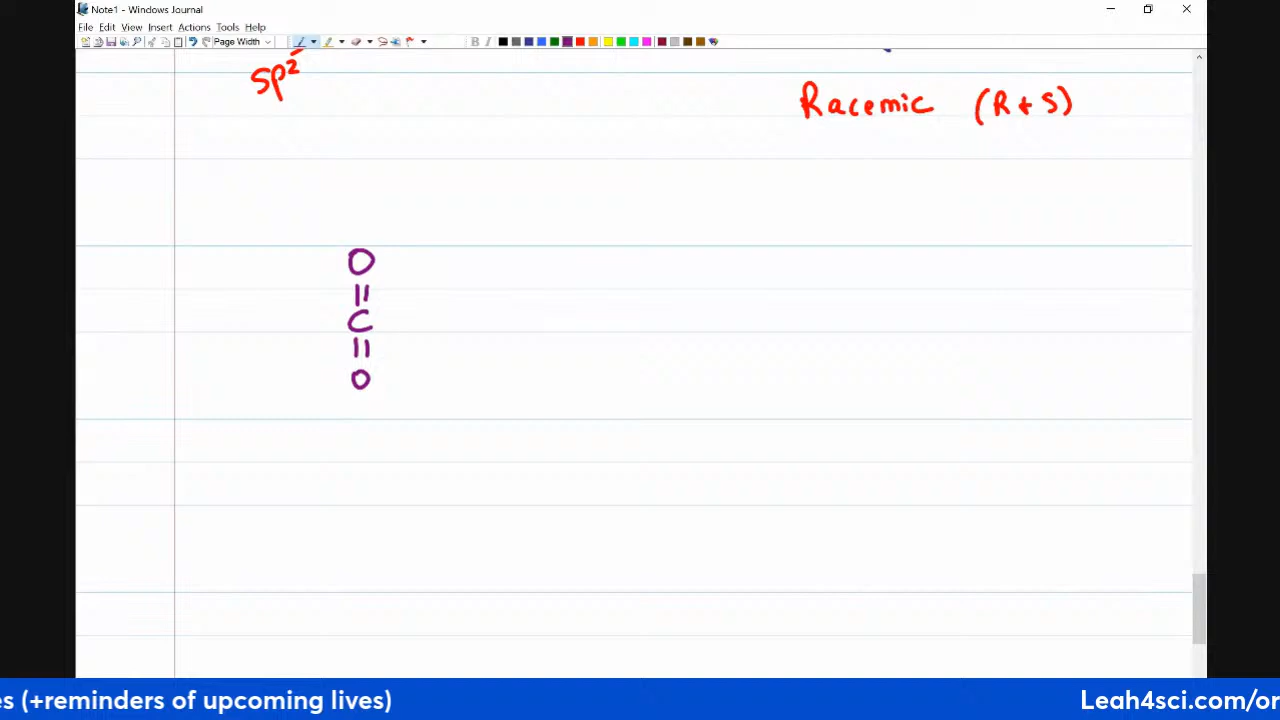 Note1 - Windows Journal
File Edit View Insert Actions Tools Help
Page Width B I
sp²
Racemic (R + S)
O
=
C
=
O
es (+reminders of upcoming lives)
Leah4sci.com/or